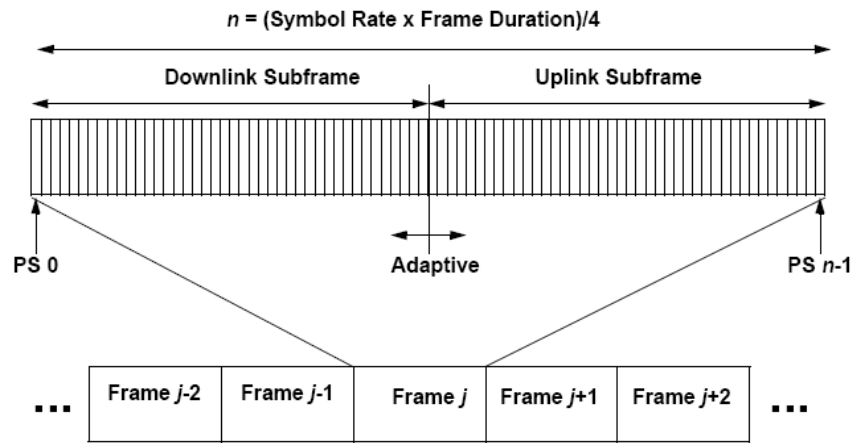 n = (Symbol Rate x Frame Duration)/4
Downlink Subframe Uplink Subframe
PS 0 Adaptive PS n-1
... Frame j-2 Frame j-1 Frame j Frame j+1 Frame j+2 ...